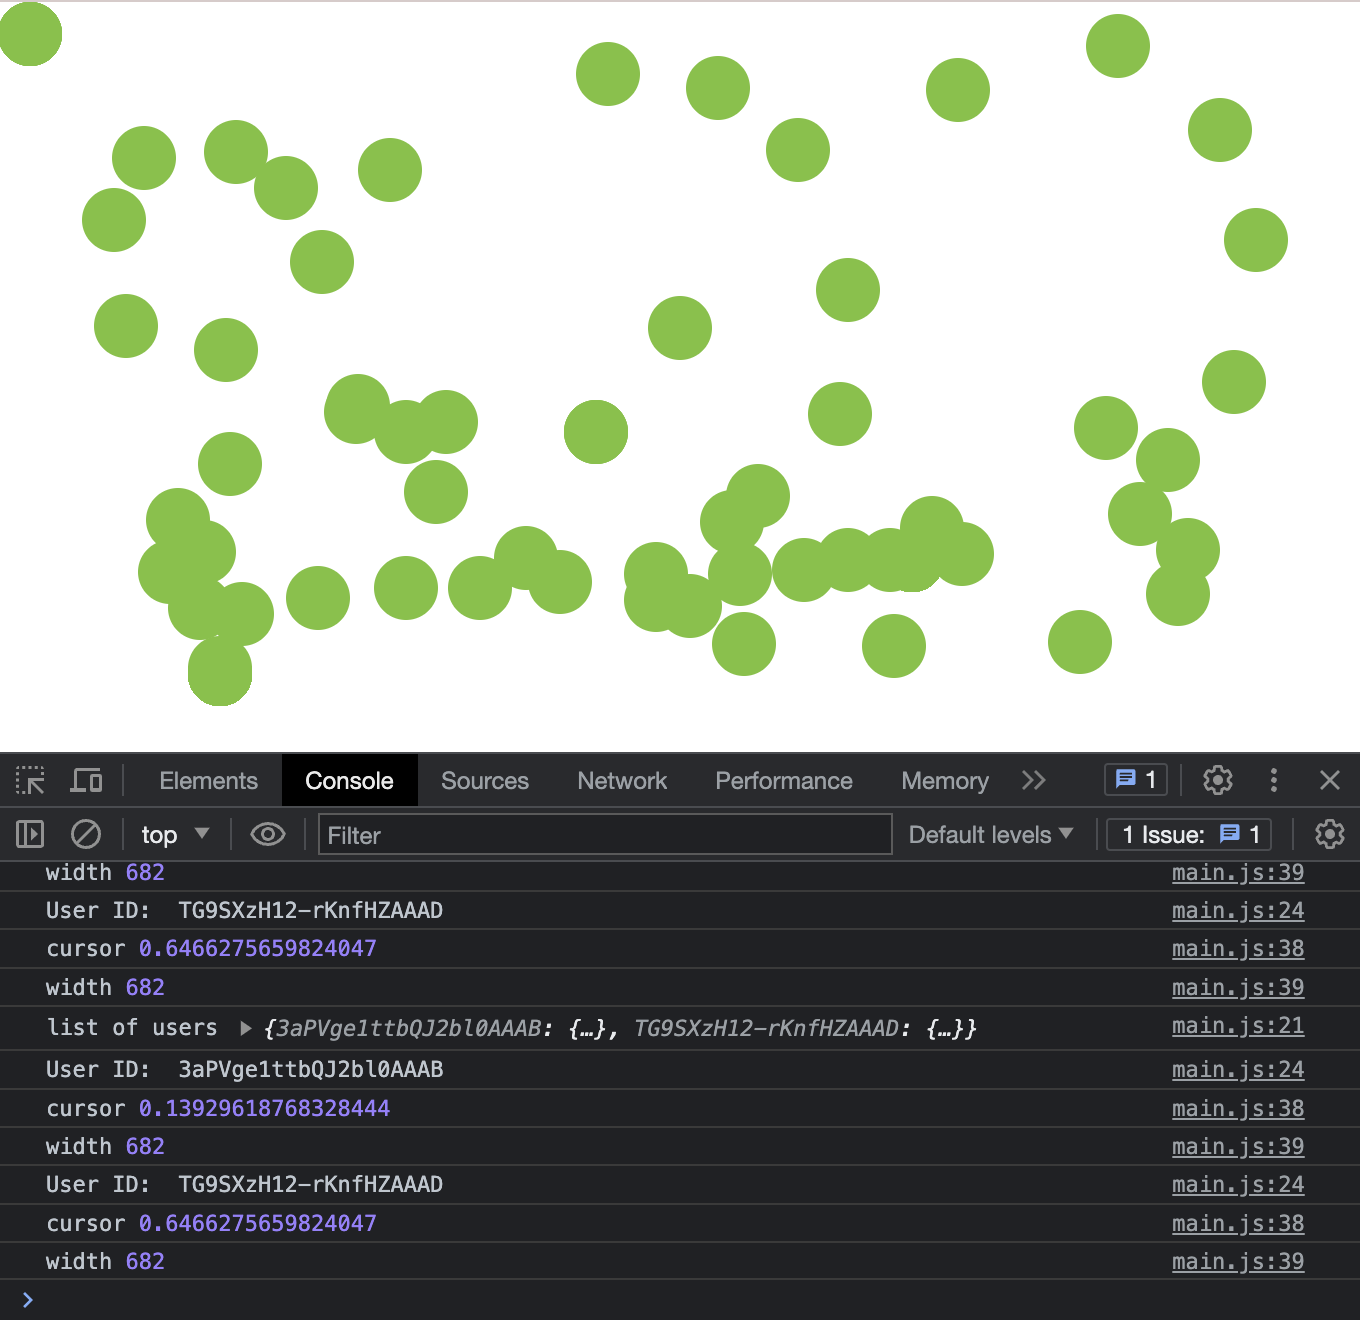 Elements Console Sources Network Performance Memory 1
top Filter Default levels 1 Issue: 1
width 682 main.js:39
User ID: TG9SXzH12-rKnfHZAAAD main.js:24
cursor 0.6466275659824047 main.js:38
width 682 main.js:39
list of users {3aPVge1ttbQJ2bl0AAAB: {…}, TG9SXzH12-rKnfHZAAAD: {…}} main.js:21
User ID: 3aPVge1ttbQJ2bl0AAAB main.js:24
cursor 0.13929618768328444 main.js:38
width 682 main.js:39
User ID: TG9SXzH12-rKnfHZAAAD main.js:24
cursor 0.6466275659824047 main.js:38
width 682 main.js:39